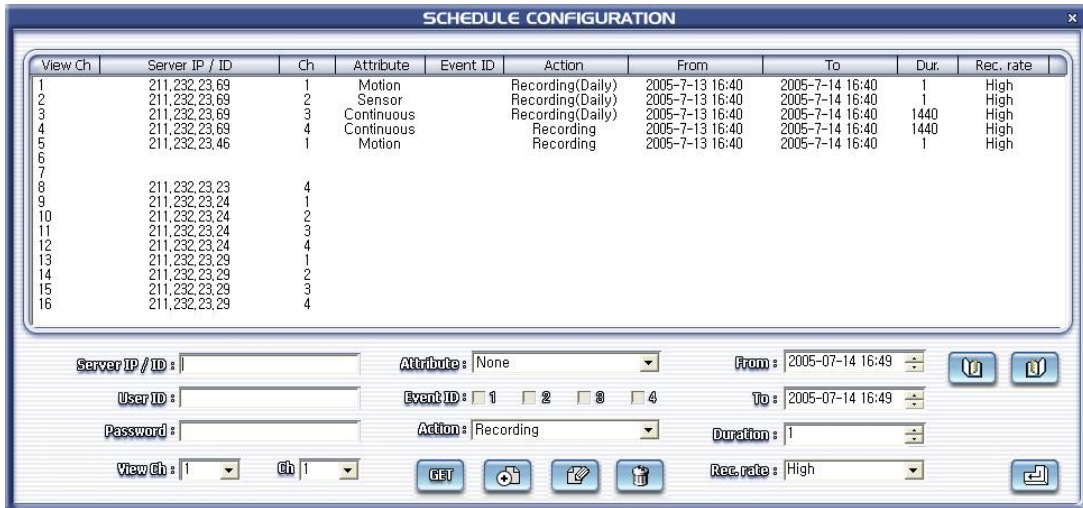 SCHEDULE CONFIGURATION
View Ch Server IP / ID Ch Attribute Event ID Action From To Dur. Rec. rate
1 211,232,23,69 1 Motion Recording(Daily) 2005-7-13 16:40 2005-7-14 16:40 1 High
2 211,232,23,69 2 Sensor Recording(Daily) 2005-7-13 16:40 2005-7-14 16:40 1 High
3 211,232,23,69 3 Continuous Recording(Daily) 2005-7-13 16:40 2005-7-14 16:40 1440 High
4 211,232,23,69 4 Continuous Recording 2005-7-13 16:40 2005-7-14 16:40 1440 High
5 211,232,23,46 1 Motion Recording 2005-7-13 16:40 2005-7-14 16:40 1 High
6
7
8 211,232,23,23 4
9 211,232,23,24 1
10 211,232,23,24 2
11 211,232,23,24 3
12 211,232,23,24 4
13 211,232,23,29 1
14 211,232,23,29 2
15 211,232,23,29 3
16 211,232,23,29 4
Server IP / ID : Attribute : None From : 2005-07-14 16:49
User ID : Event ID : 1 2 3 4 To : 2005-07-14 16:49
Password : Action : Recording Duration : 1
View Ch : 1 Ch 1 GET Rec. rate : High